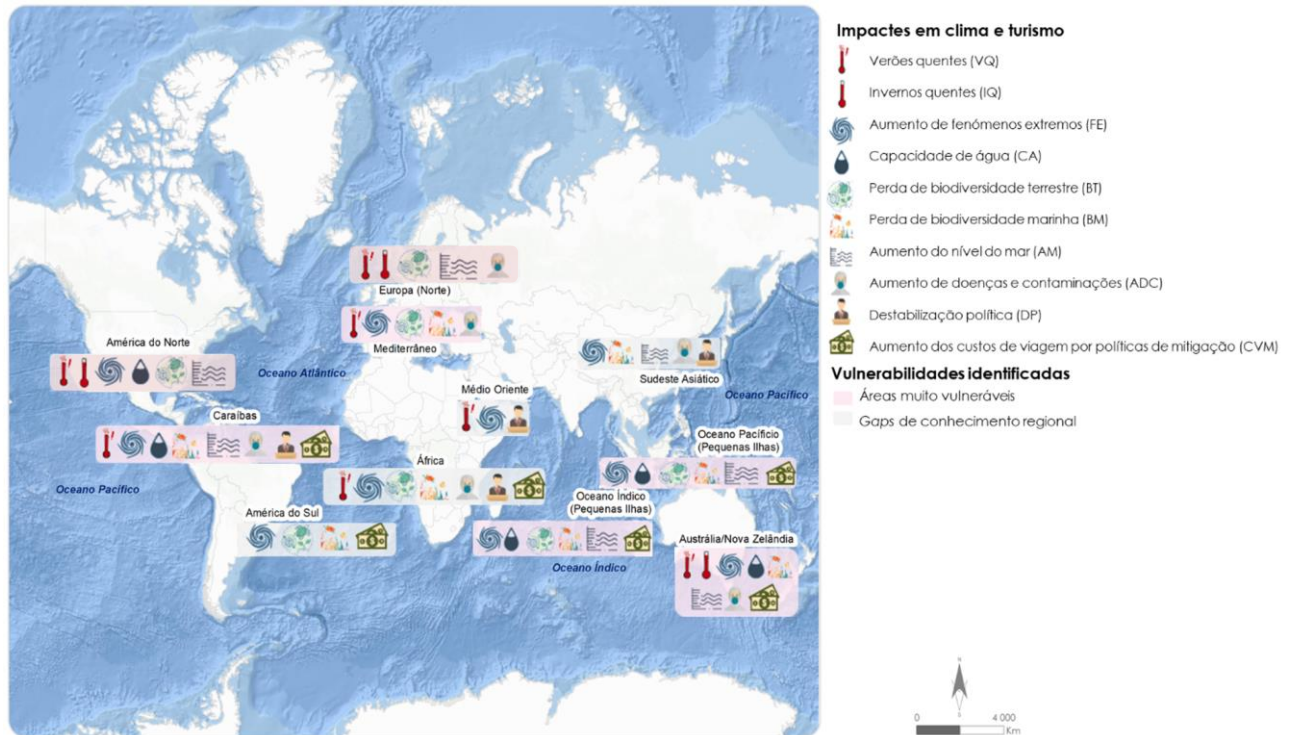 Impactes em clima e turismo
Verões quentes (VQ)
Invernos quentes (IQ)
Aumento de fenómenos extremos (FE)
Capacidade de água (CA)
Perda de biodiversidade terrestre (BT)
Perda de biodiversidade marinha (BM)
Aumento do nível do mar (AM)
Aumento de doenças e contaminações (ADC)
Destabilização política (DP)
Aumento dos custos de viagem por políticas de mitigação (CVM)
Vulnerabilidades identificadas
Áreas muito vulneráveis
Gaps de conhecimento regional
Europa (Norte)
América do Norte
Mediterrâneo
Oceano Atlântico
Médio Oriente
Sudeste Asiático
Oceano Pacífico
Caraíbas
Oceano Pacifício
(Pequenas Ilhas)
África
Oceano Pacífico
Oceano Índico
(Pequenas Ilhas)
América do Sul
Austrália/Nova Zelândia
Oceano Índico
N
S
0 4 000
Km